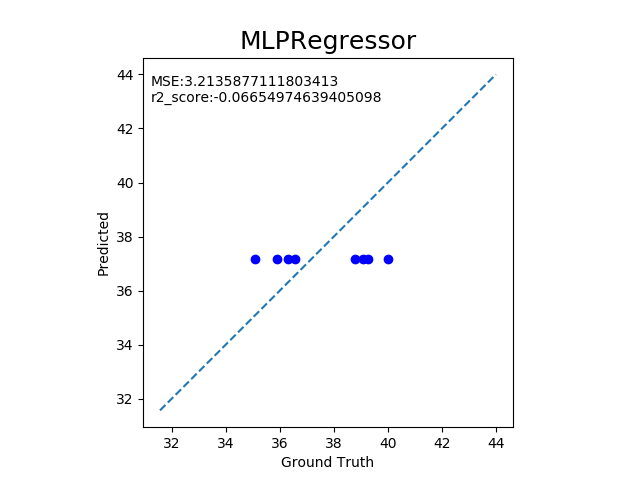 MLPRegressor
MSE:3.2135877111803413
r2_score:-0.06654974639405098
44
42
40
38
36
34
32
Predicted
32 34 36 38 40 42 44
Ground Truth